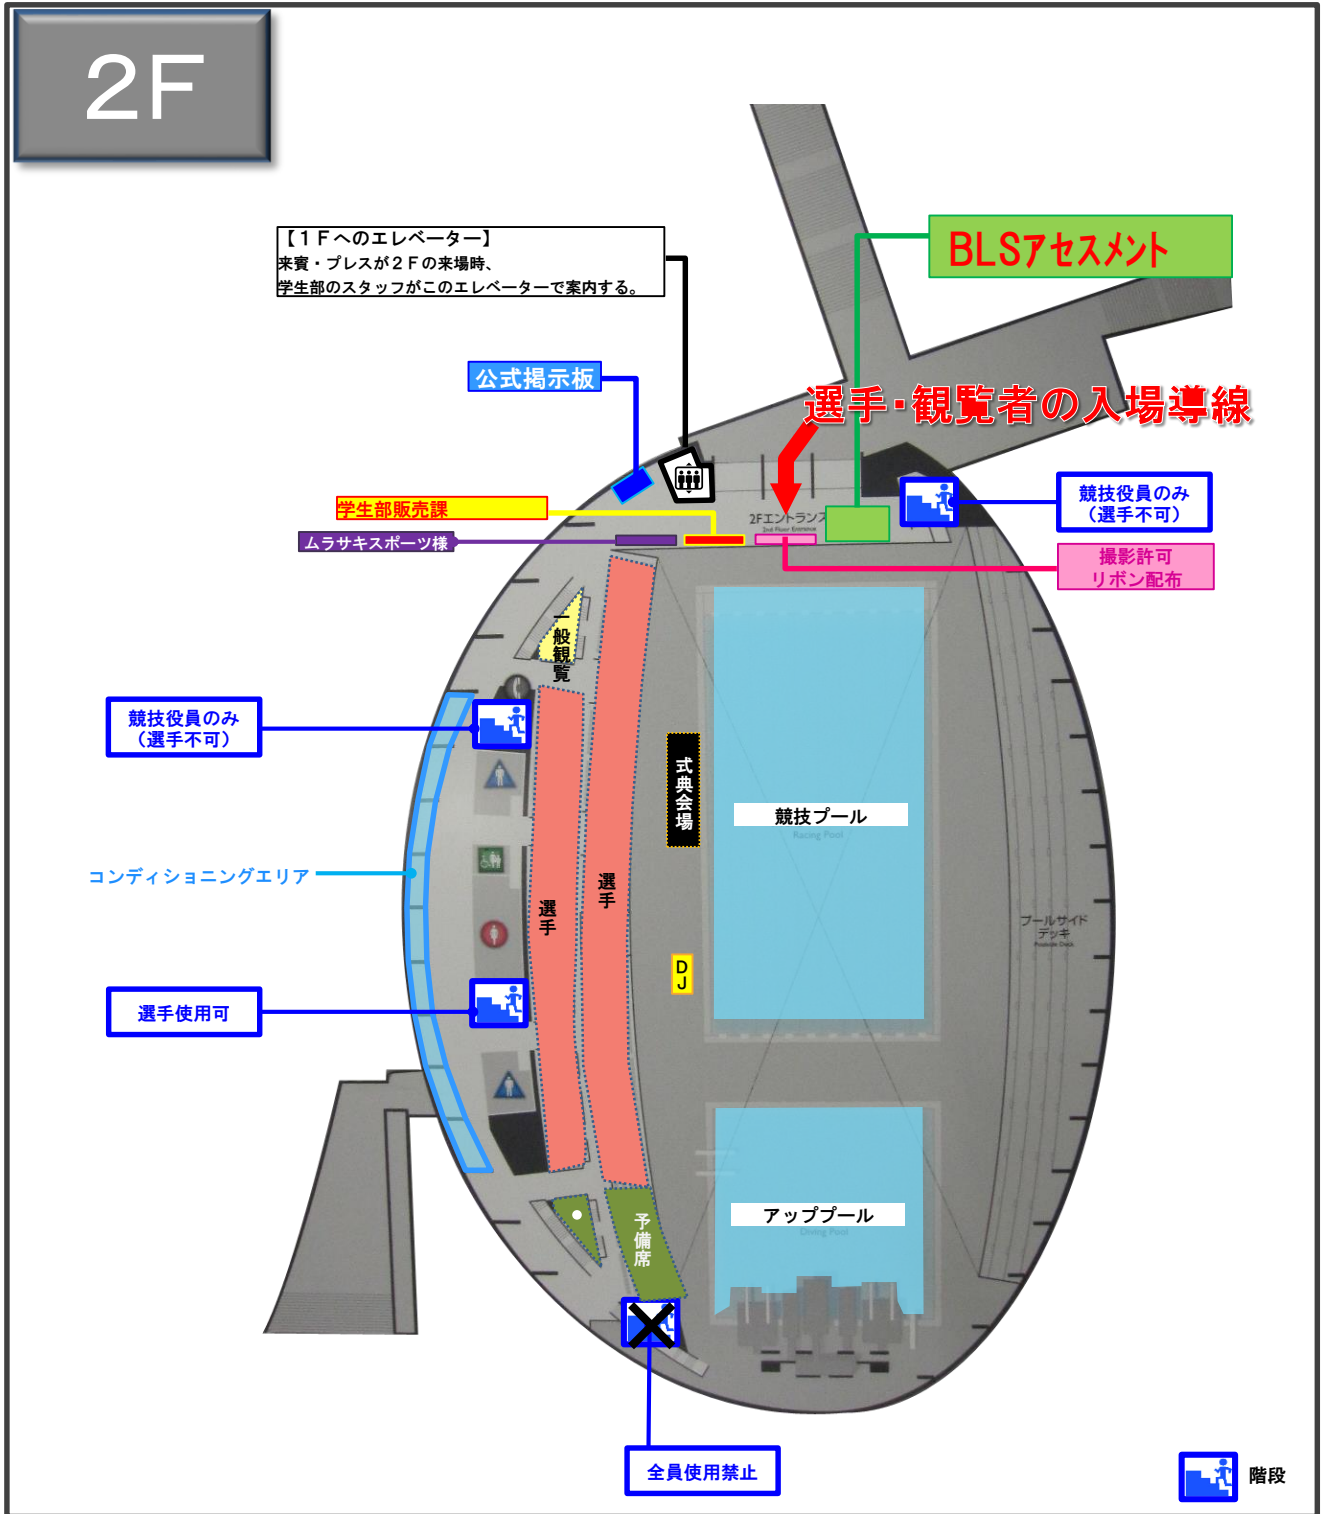 ２F
【１Ｆへのエレベーター】
来賓・プレスが２Ｆの来場時、
学生部のスタッフがこのエレベーターで案内する。
BLSアセスメント
公式掲示板
選手・観覧者の入場導線
競技役員のみ
（選手不可）
学生部販売課
2Fエントランス
2nd Floor Entrance
ムラサキスポーツ様
撮影許可
リボン配布
一般観覧
競技役員のみ
（選手不可）
式典会場
競技プール
Racing Pool
コンディショニングエリア
選手
選手
プールサイド
デッキ
Poolside Deck
DJ
選手使用可
アッププール
Diving Pool
予備席
全員使用禁止
階段